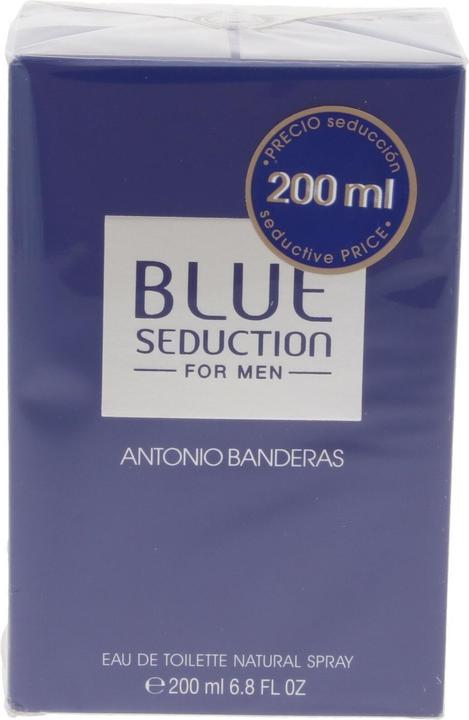 • PRECIO seducción
200 ml
seductive PRICE •
BLUE
SEDUCTION
FOR MEN
ANTONIO BANDERAS
EAU DE TOILETTE NATURAL SPRAY
℮ 200 ml 6.8 FL OZ